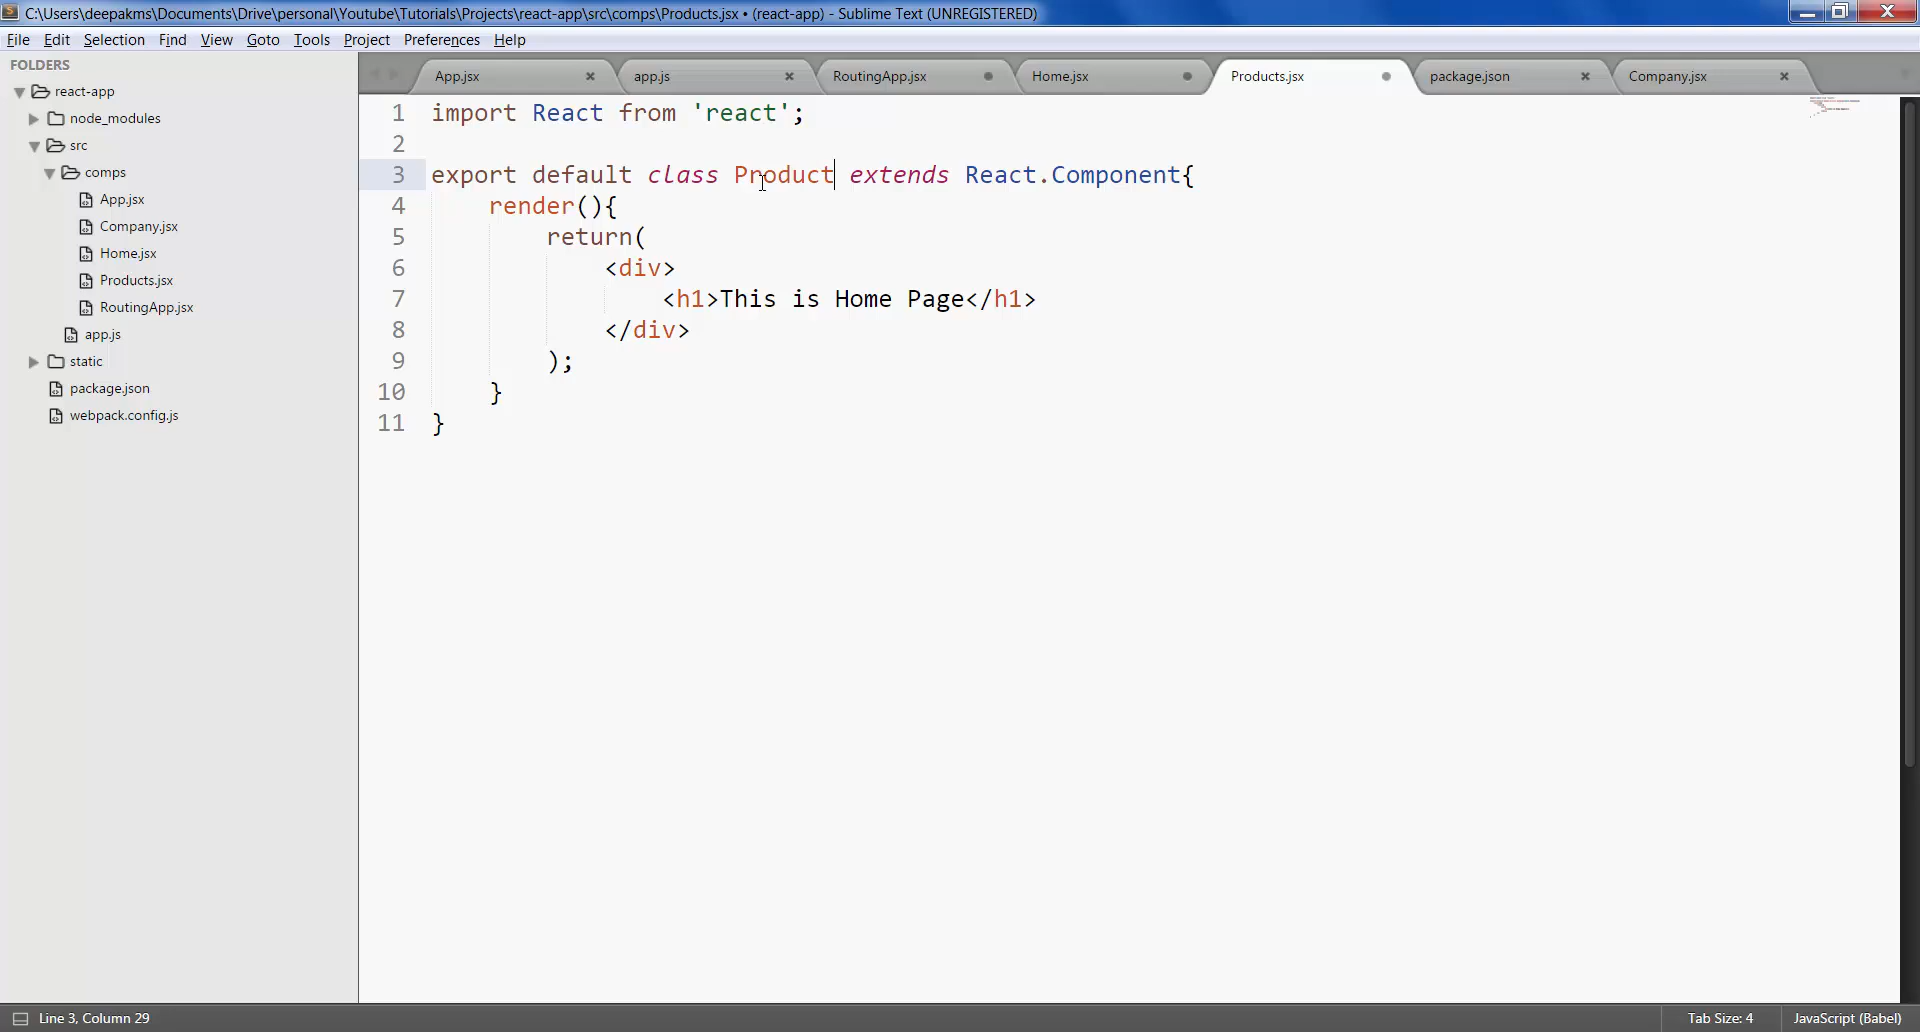 C:\Users\deepakms\Documents\Drive\personal\Youtube\Tutorials\Projects\react-app\src\comps\Products.jsx • (react-app) - Sublime Text (UNREGISTERED)
File Edit Selection Find View Goto Tools Project Preferences Help
FOLDERS
react-app
node_modules
src
comps
App.jsx
Company.jsx
Home.jsx
Products.jsx
RoutingApp.jsx
app.js
static
package.json
webpack.config.js
App.jsx app.js RoutingApp.jsx Home.jsx Products.jsx package.json Company.jsx
1 import React from 'react';
2
3 export default class Product extends React.Component{
4 render(){
5 return(
6 <div>
7 <h1>This is Home Page</h1>
8 </div>
9 );
10 }
11 }
Line 3, Column 29 Tab Size: 4 JavaScript (Babel)